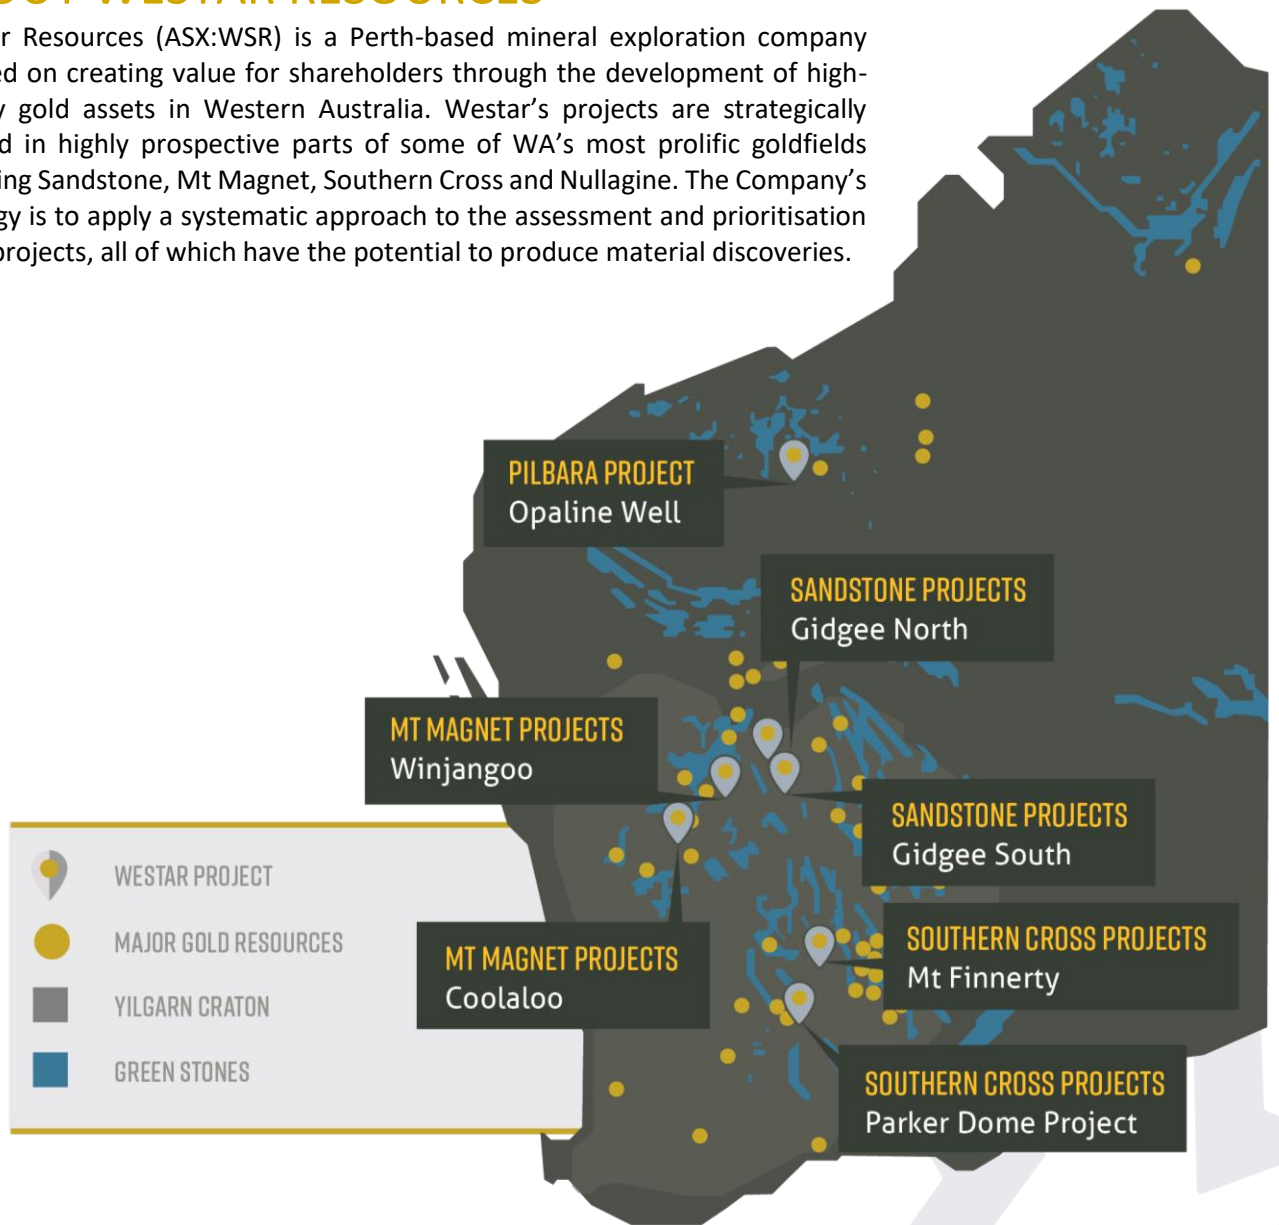 WESTAR RESOURCES
Resources (ASX:WSR) is a Perth-based mineral exploration company
on creating value for shareholders through the development of high-
gold assets in Western Australia. Westar’s projects are strategically
in highly prospective parts of some of WA’s most prolific goldfields
Sandstone, Mt Magnet, Southern Cross and Nullagine. The Company’s
is to apply a systematic approach to the assessment and prioritisation
projects, all of which have the potential to produce material discoveries.
PILBARA PROJECT
Opaline Well
SANDSTONE PROJECTS
Gidgee North
MT MAGNET PROJECTS
Winjangoo
SANDSTONE PROJECTS
Gidgee South
WESTAR PROJECT
MAJOR GOLD RESOURCES
YILGARN CRATON
GREEN STONES
MT MAGNET PROJECTS
Coolaloo
SOUTHERN CROSS PROJECTS
Mt Finnerty
SOUTHERN CROSS PROJECTS
Parker Dome Project